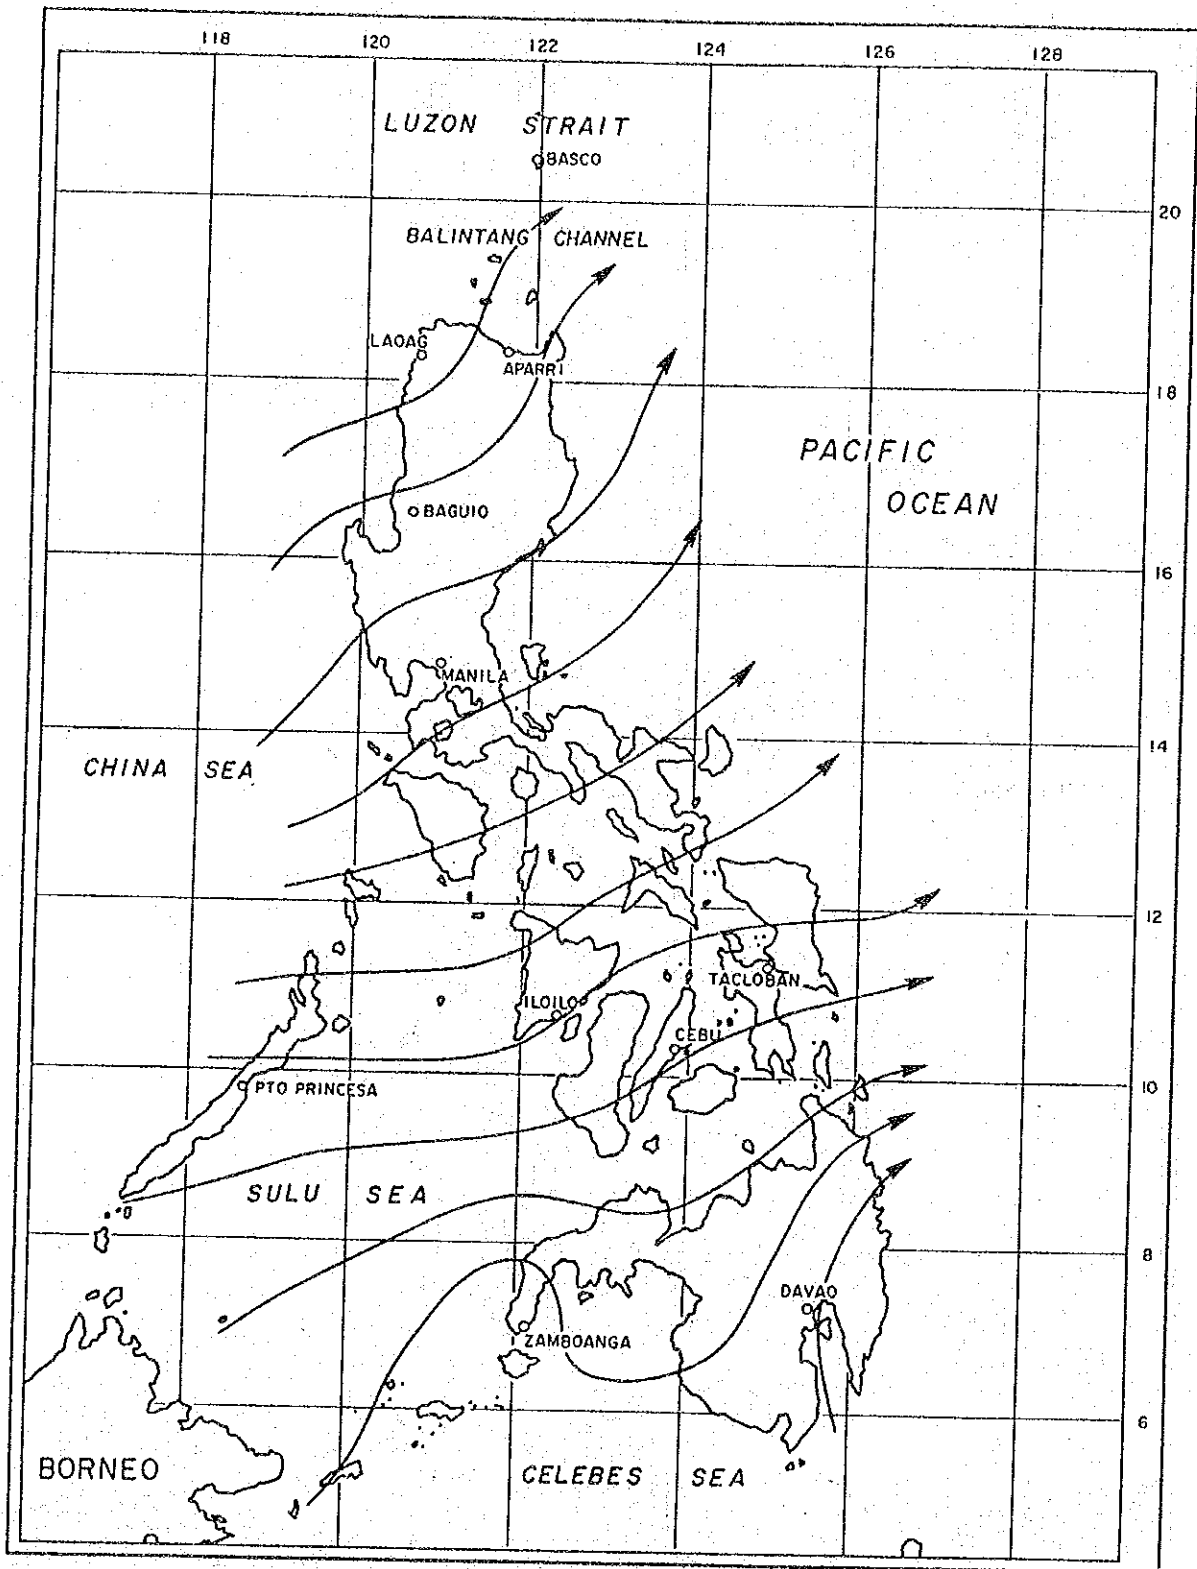 118 120 122 124 126 128
LUZON STRAIT
BASCO
20
BALINTANG CHANNEL
LAOAG
APARRI
18
PACIFIC
OCEAN
BAGUIO
16
MANILA
14
CHINA SEA
12
TACLOBAN
ILOILO
CEBU
PTO PRINCESA
10
SULU SEA
8
DAVAO
ZAMBOANGA
6
BORNEO
CELEBES SEA